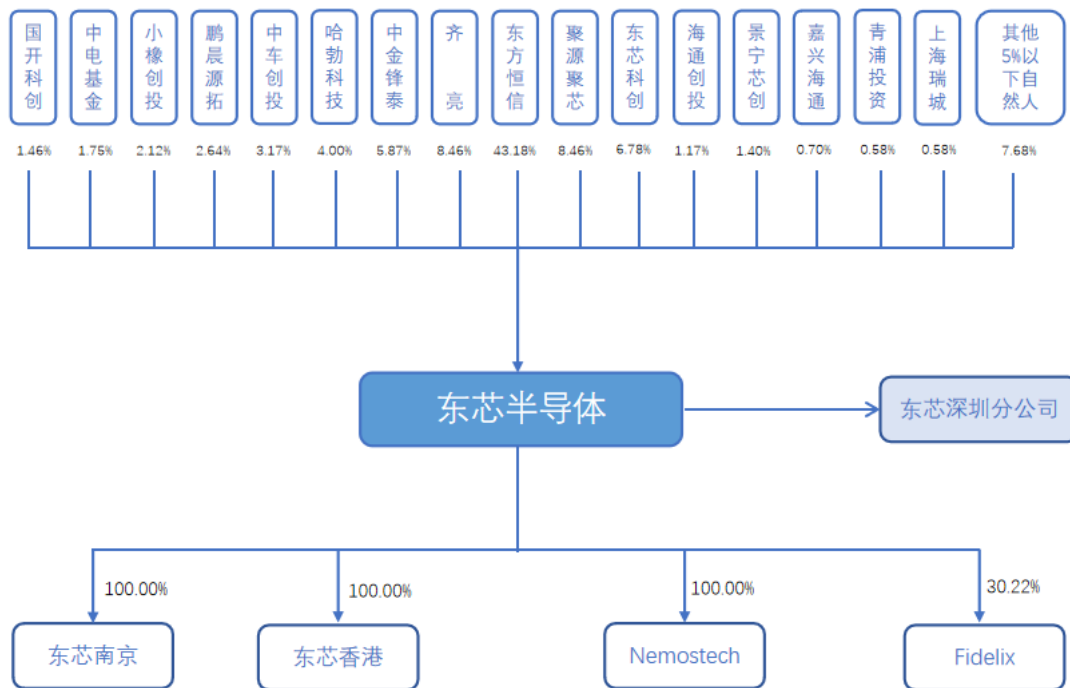 国开科创
中电基金
小橡创投
鹏晨源拓
中车创投
哈勃科技
中金锋泰
齐亮
东方恒信
聚源聚芯
东芯科创
海通创投
景宁芯创
嘉兴海通
青浦投资
上海瑞城
其他
5%以
下自
然人
1.46% 1.75% 2.12% 2.64% 3.17% 4.00% 5.87% 8.46% 43.18% 8.46% 6.78% 1.17% 1.40% 0.70% 0.58% 0.58% 7.68%
东芯半导体
东芯深圳分公司
100.00% 100.00% 100.00% 30.22%
东芯南京
东芯香港
Nemostech
Fidelix